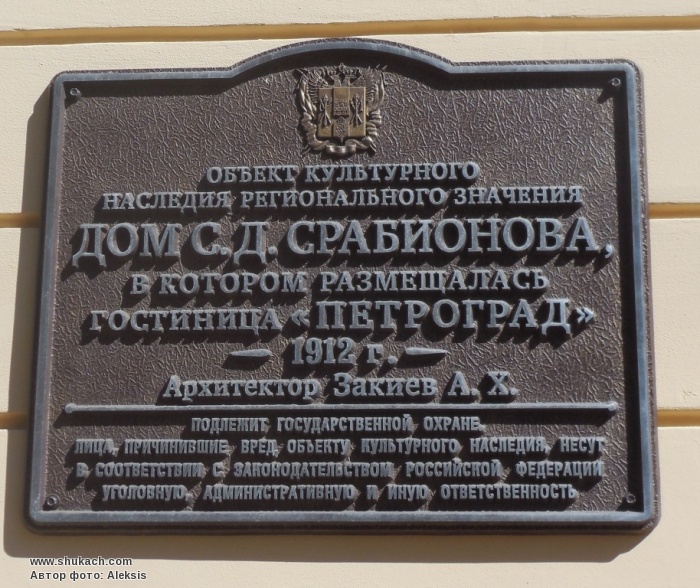 ОБЪЕКТ КУЛЬТУРНОГО
НАСЛЕДИЯ РЕГИОНАЛЬНОГО ЗНАЧЕНИЯ
ДОМ С.Д. СРАБИОНОВА,
В КОТОРОМ РАЗМЕЩАЛАСЬ
ГОСТИНИЦА «ПЕТРОГРАД»
— 1912 г. —
Архитектор Закиев А. Х.
ПОДЛЕЖИТ ГОСУДАРСТВЕННОЙ ОХРАНЕ.
ЛИЦА, ПРИЧИНИВШИЕ ВРЕД ОБЪЕКТУ КУЛЬТУРНОГО НАСЛЕДИЯ, НЕСУТ
В СООТВЕТСТВИИ С ЗАКОНОДАТЕЛЬСТВОМ РОССИЙСКОЙ ФЕДЕРАЦИИ
УГОЛОВНУЮ, АДМИНИСТРАТИВНУЮ И ИНУЮ ОТВЕТСТВЕННОСТЬ
www.shukach.com
Автор фото: Aleksis